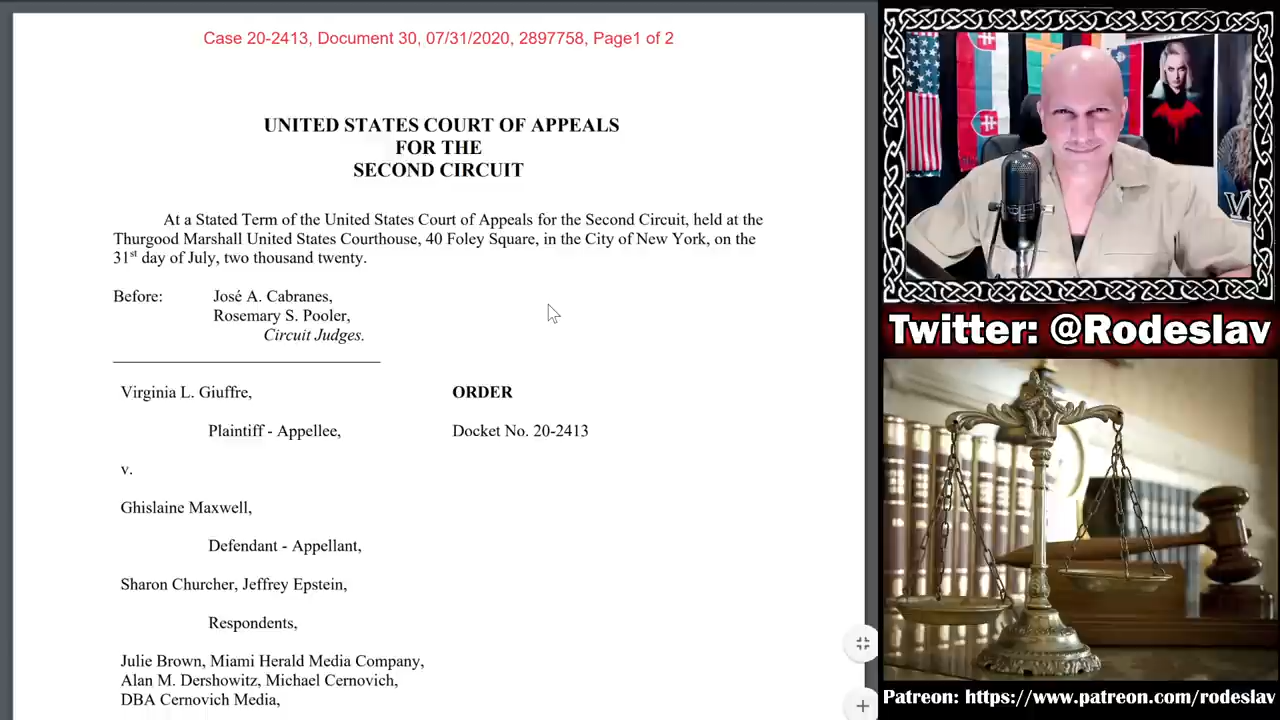 Case 20-2413, Document 30, 07/31/2020, 2897758, Page1 of 2
UNITED STATES COURT OF APPEALS
FOR THE
SECOND CIRCUIT
At a Stated Term of the United States Court of Appeals for the Second Circuit, held at the
Thurgood Marshall United States Courthouse, 40 Foley Square, in the City of New York, on the
31st day of July, two thousand twenty.
Before: José A. Cabranes,
Rosemary S. Pooler,
Circuit Judges.
Virginia L. Giuffre,
ORDER
Plaintiff - Appellee,
Docket No. 20-2413
v.
Ghislaine Maxwell,
Defendant - Appellant,
Sharon Churcher, Jeffrey Epstein,
Respondents,
Julie Brown, Miami Herald Media Company,
Alan M. Dershowitz, Michael Cernovich,
DBA Cernovich Media,
Twitter: @Rodeslav
Patreon: https://www.patreon.com/rodeslav